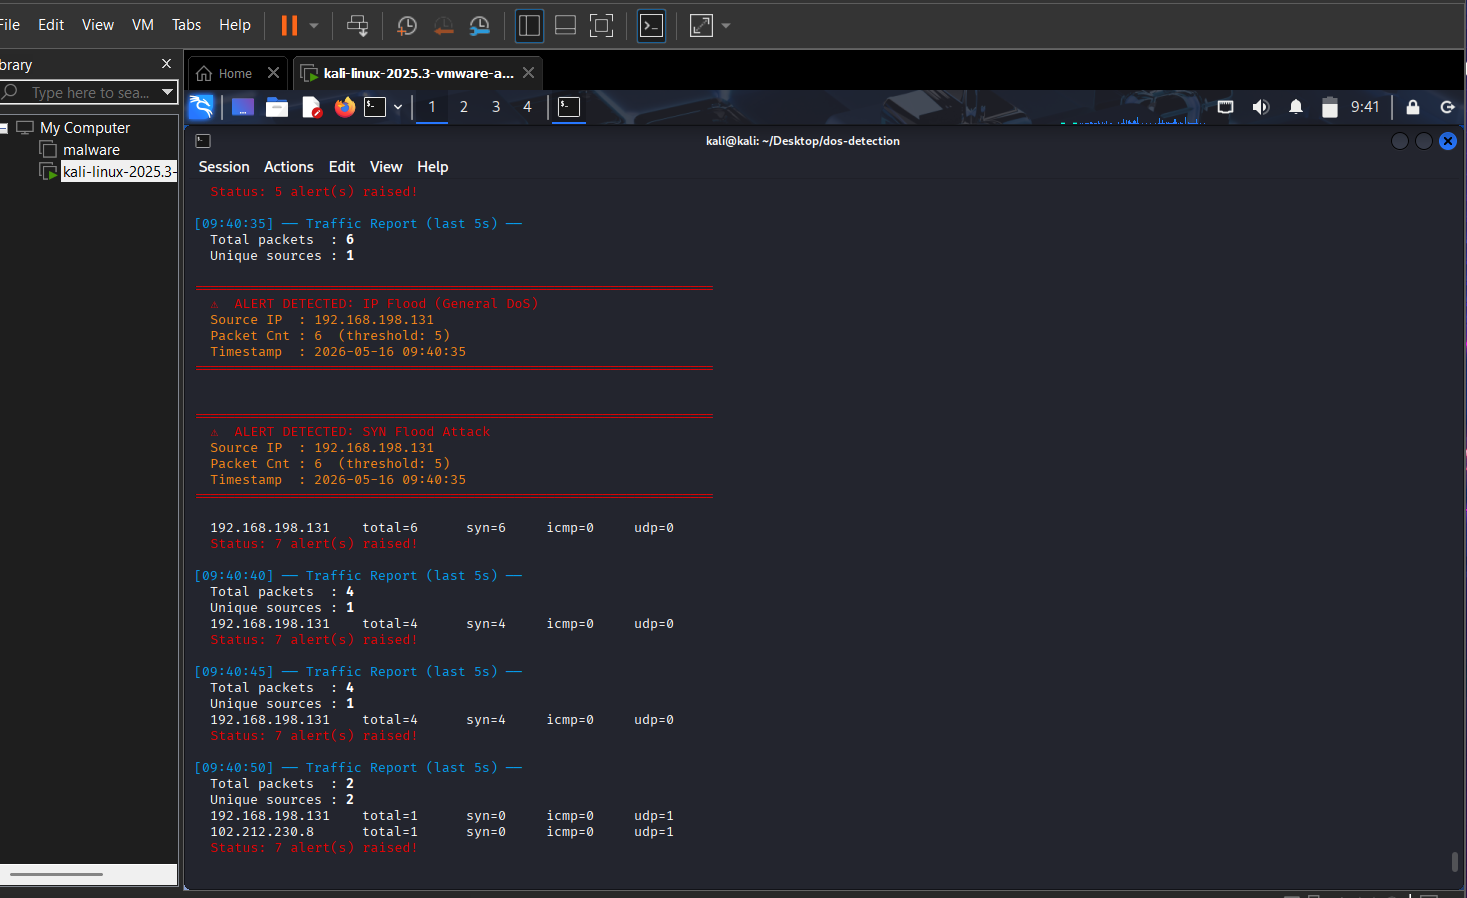 File Edit View VM Tabs Help
brary
Type here to sea...
My Computer
malware
kali-linux-2025.3-
Home
kali-linux-2025.3-vmware-a...
1 2 3 4
9:41
kali@kali: ~/Desktop/dos-detection
Session Actions Edit View Help
Status: 5 alert(s) raised!
[09:40:35] —— Traffic Report (last 5s) ——
Total packets : 6
Unique sources : 1
⚠ ALERT DETECTED: IP Flood (General DoS)
Source IP : 192.168.198.131
Packet Cnt : 6 (threshold: 5)
Timestamp : 2026-05-16 09:40:35
⚠ ALERT DETECTED: SYN Flood Attack
Source IP : 192.168.198.131
Packet Cnt : 6 (threshold: 5)
Timestamp : 2026-05-16 09:40:35
192.168.198.131 total=6 syn=6 icmp=0 udp=0
Status: 7 alert(s) raised!
[09:40:40] —— Traffic Report (last 5s) ——
Total packets : 4
Unique sources : 1
192.168.198.131 total=4 syn=4 icmp=0 udp=0
Status: 7 alert(s) raised!
[09:40:45] —— Traffic Report (last 5s) ——
Total packets : 4
Unique sources : 1
192.168.198.131 total=4 syn=4 icmp=0 udp=0
Status: 7 alert(s) raised!
[09:40:50] —— Traffic Report (last 5s) ——
Total packets : 2
Unique sources : 2
192.168.198.131 total=1 syn=0 icmp=0 udp=1
102.212.230.8 total=1 syn=0 icmp=0 udp=1
Status: 7 alert(s) raised!